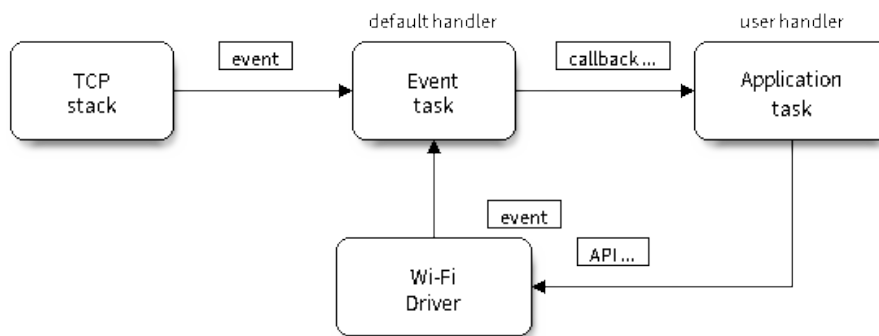 default handler
user handler
TCP
stack
event
Event
task
callback ...
Application
task
event
API ...
Wi-Fi
Driver